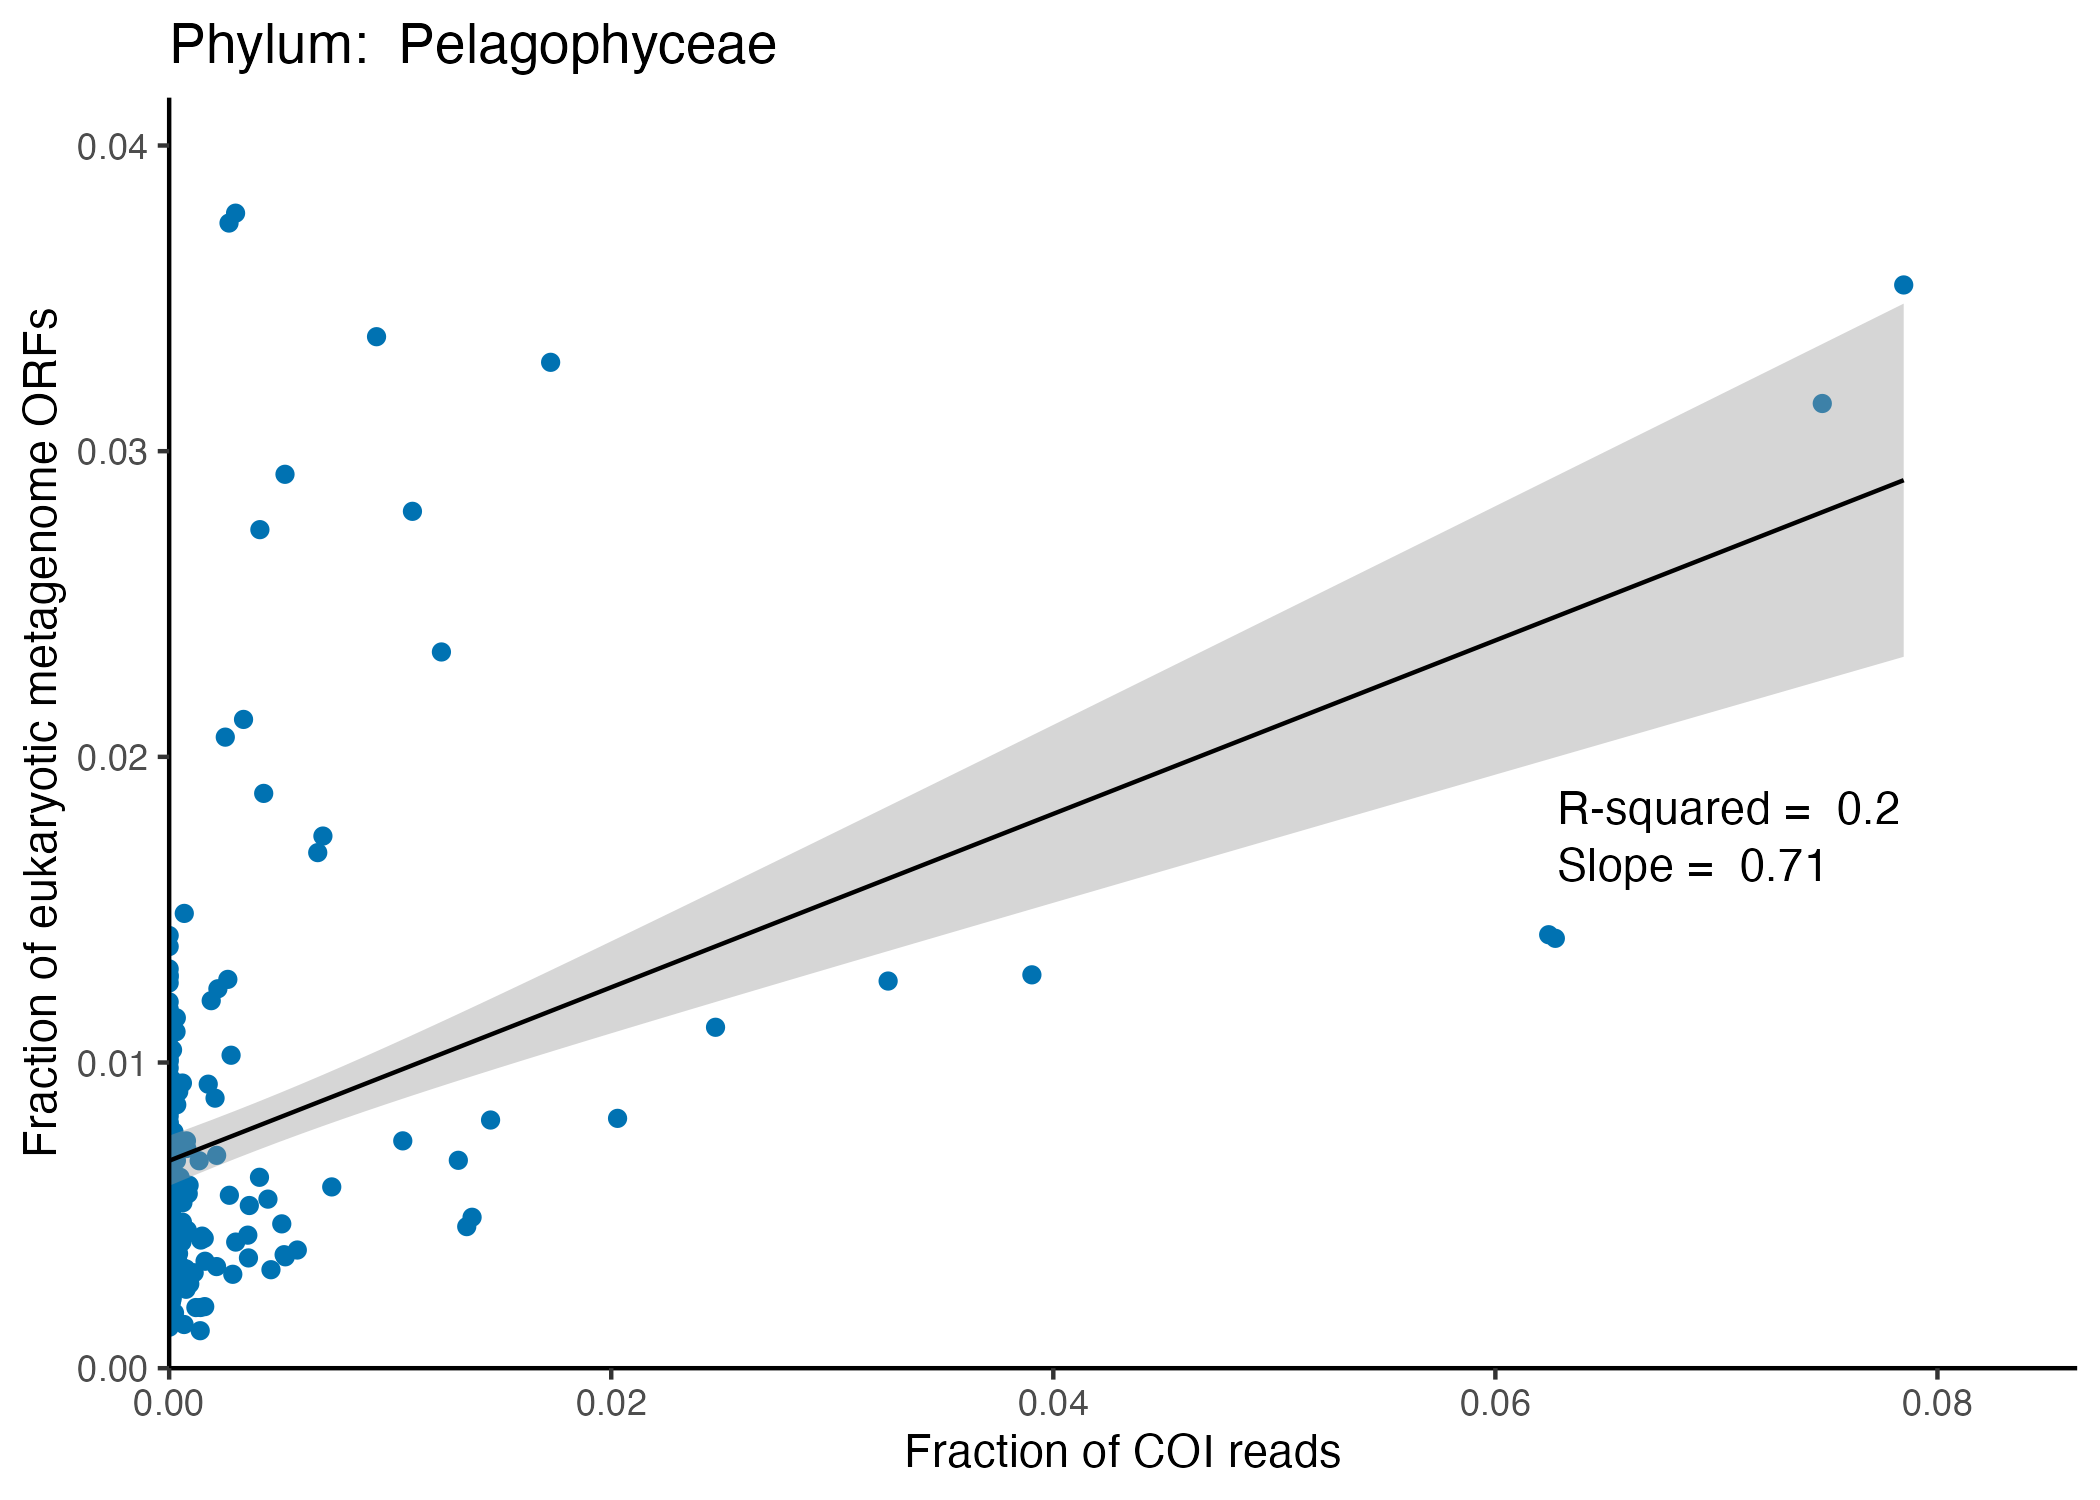 Phylum:  Pelagophyceae
0.04
0.03
0.02
0.01
0.00
Fraction of eukaryotic metagenome ORFs
R-squared =  0.2
Slope =  0.71
0.00 0.02 0.04 0.06 0.08
Fraction of COI reads